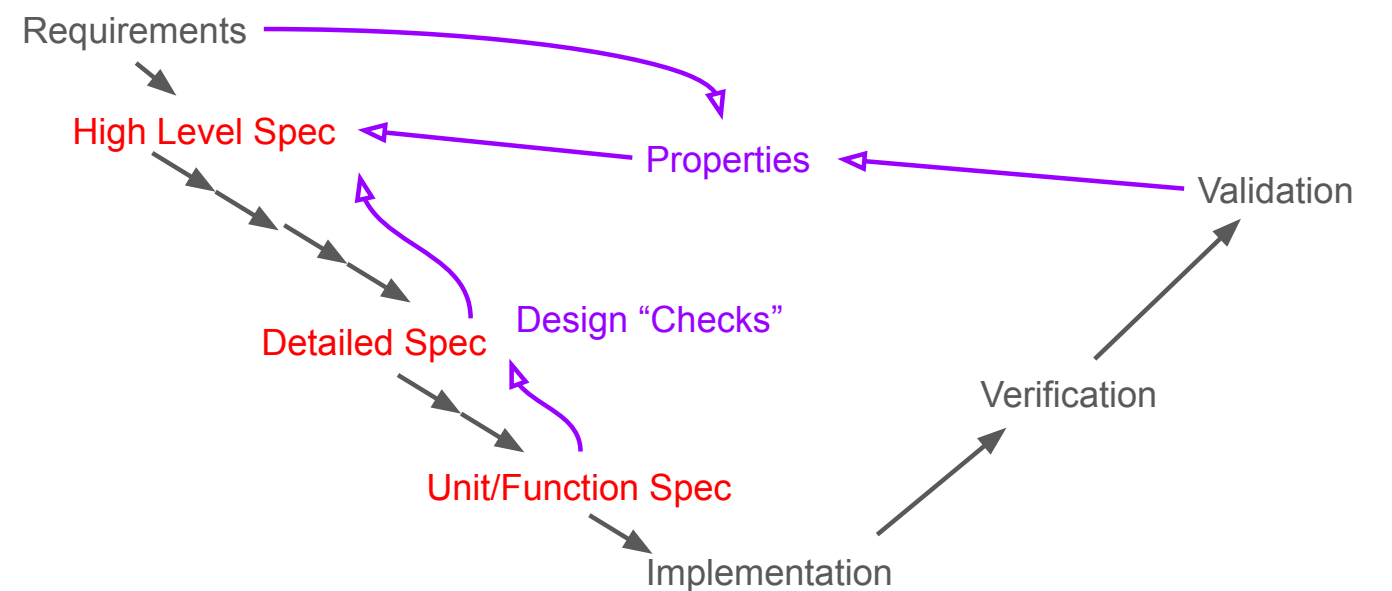 Requirements
High Level Spec
Properties
Validation
Design “Checks”
Detailed Spec
Verification
Unit/Function Spec
Implementation